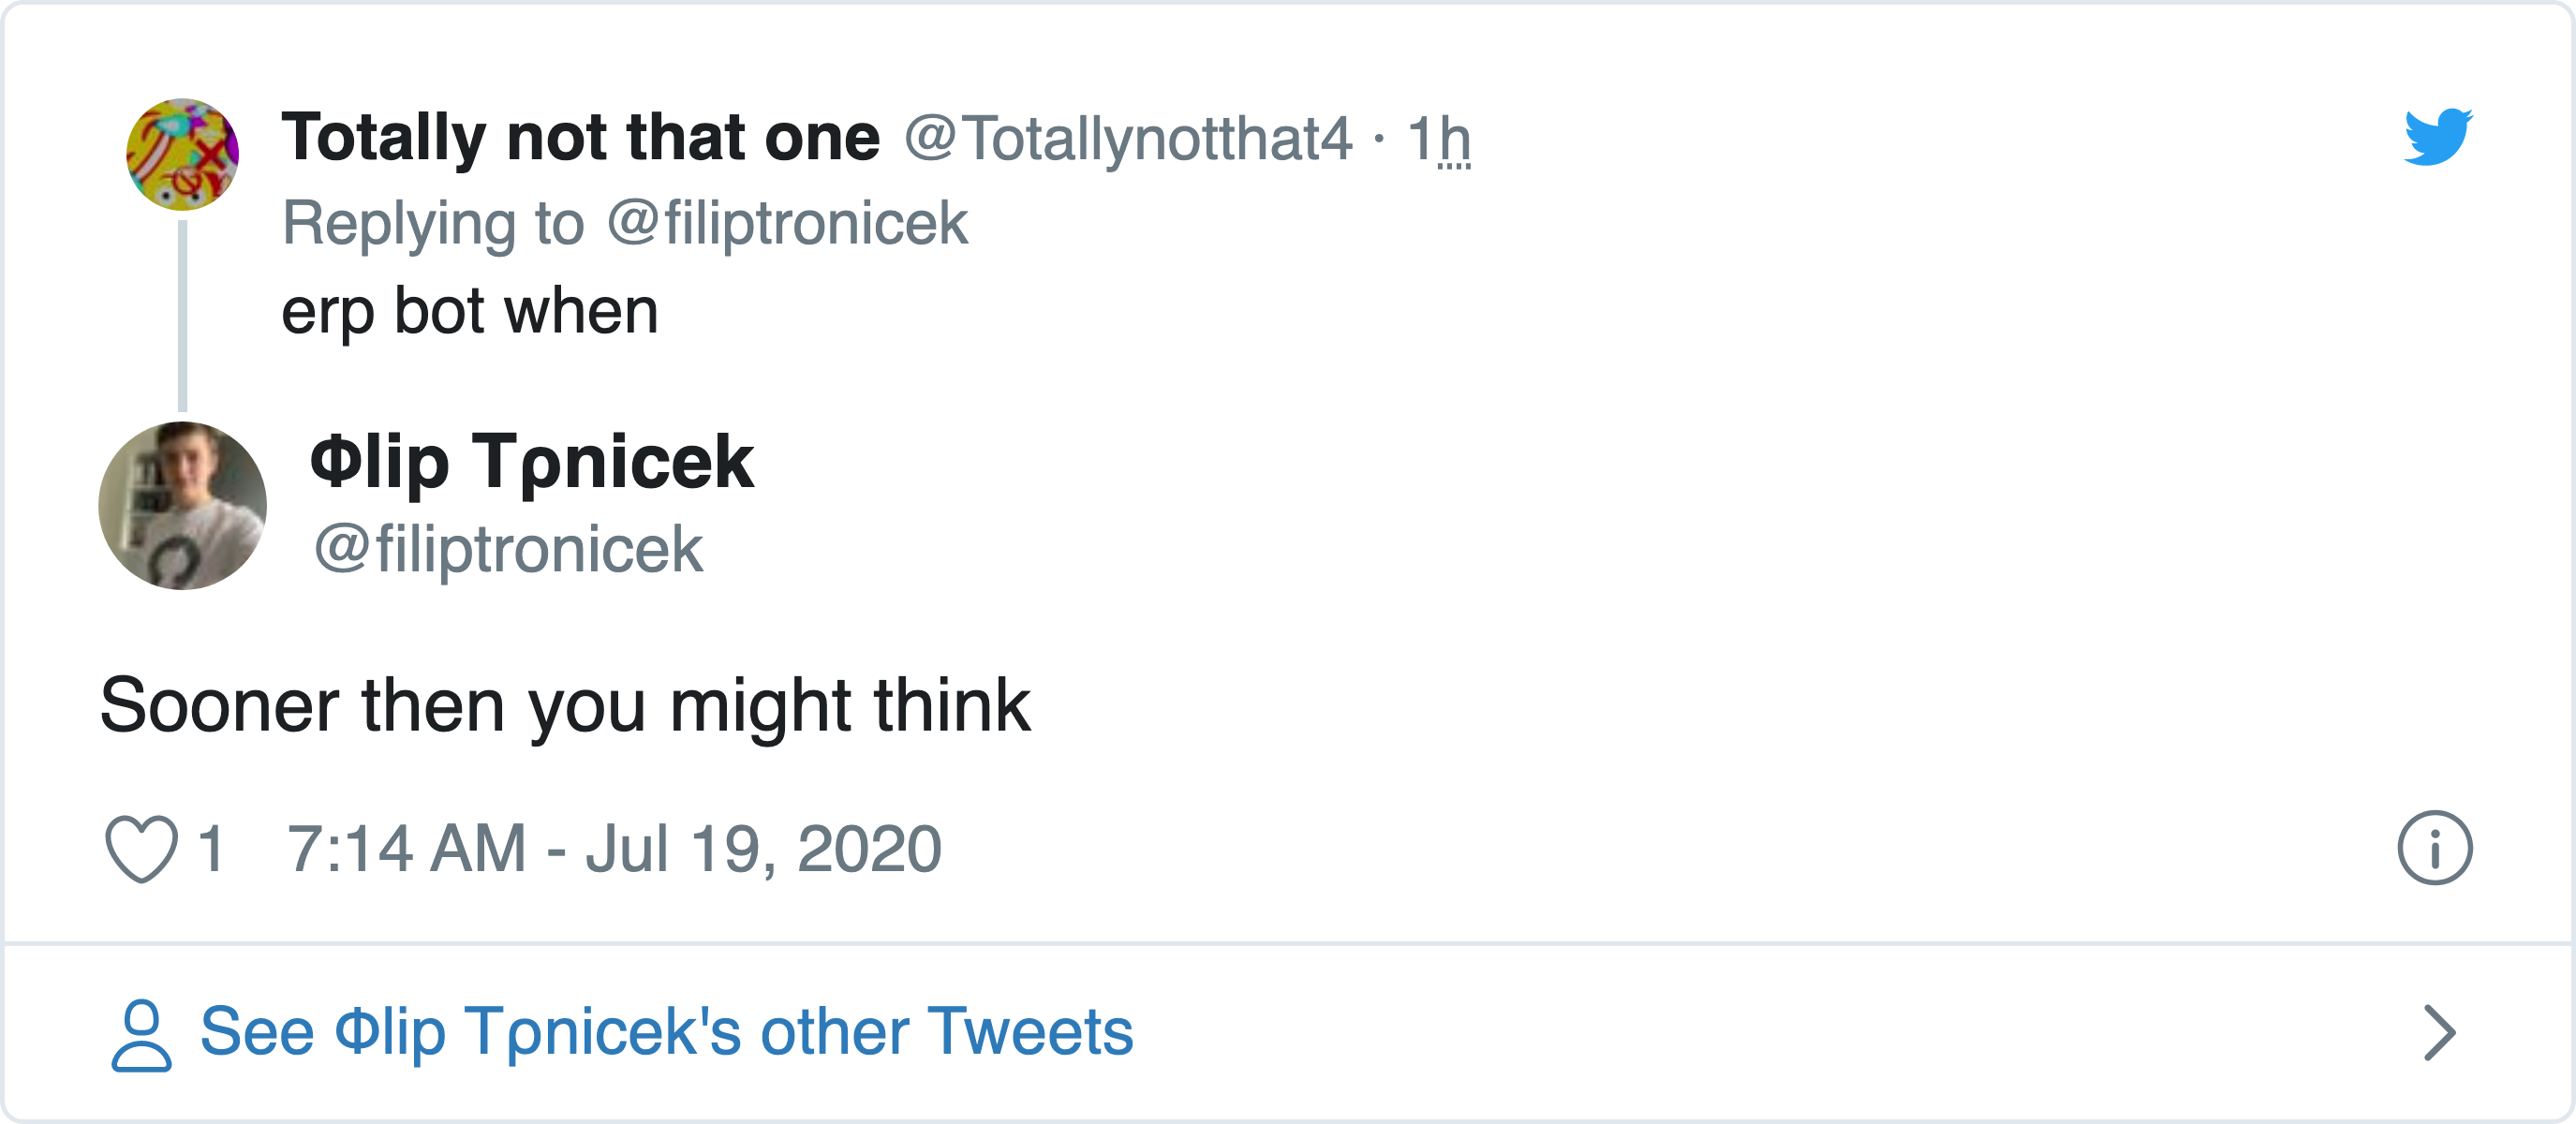 Totally not that one @Totallynotthat4 · 1h
Replying to @filiptronicek
erp bot when
Φlip Tρnicek
@filiptronicek
Sooner then you might think
1 7:14 AM - Jul 19, 2020
See Φlip Tρnicek's other Tweets